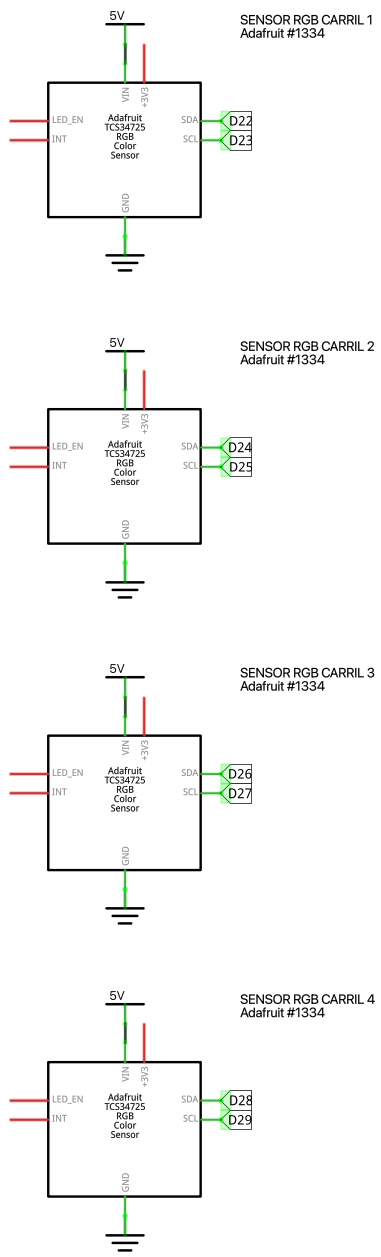 5V
SENSOR RGB CARRIL 1
Adafruit #1334
VIN
+3V3
LED_EN
INT
Adafruit
TCS34725
RGB
Color
Sensor
SDA
SCL
D22
D23
GND
5V
SENSOR RGB CARRIL 2
Adafruit #1334
VIN
+3V3
LED_EN
INT
Adafruit
TCS34725
RGB
Color
Sensor
SDA
SCL
D24
D25
GND
5V
SENSOR RGB CARRIL 3
Adafruit #1334
VIN
+3V3
LED_EN
INT
Adafruit
TCS34725
RGB
Color
Sensor
SDA
SCL
D26
D27
GND
5V
SENSOR RGB CARRIL 4
Adafruit #1334
VIN
+3V3
LED_EN
INT
Adafruit
TCS34725
RGB
Color
Sensor
SDA
SCL
D28
D29
GND